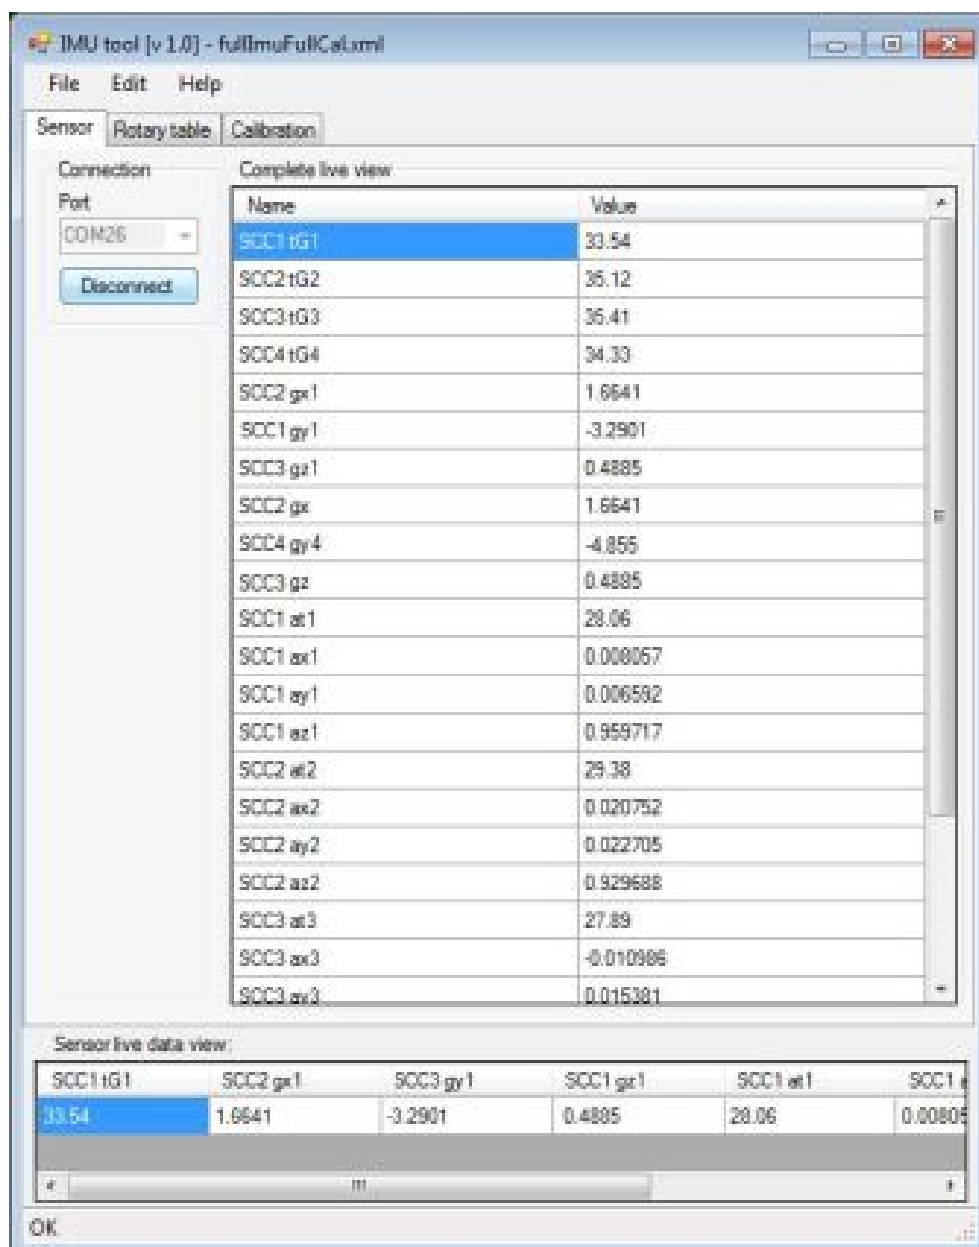 IMU tool [v 1.0] - fullImuFullCal.xml
File Edit Help
Sensor Rotary table Calibration
Connection
Port
COM26
Disconnect
Complete live view
Name Value
SCC1 tG1 33.54
SCC2 tG2 35.12
SCC3 tG3 35.41
SCC4 tG4 34.33
SCC2 gx1 1.6641
SCC1 gy1 -3.2901
SCC3 gz1 0.4885
SCC2 gx 1.6641
SCC4 gy4 -4.855
SCC3 gz 0.4885
SCC1 at1 28.06
SCC1 ax1 0.008057
SCC1 ay1 0.006592
SCC1 az1 0.959717
SCC2 at2 29.38
SCC2 ax2 0.020752
SCC2 ay2 0.022705
SCC2 az2 0.929688
SCC3 at3 27.89
SCC3 ax3 -0.010986
SCC3 ay3 0.015381
Sensor live data view:
SCC1 tG1 SCC2 gx1 SCC3 gy1 SCC1 gz1 SCC1 at1 SCC1 a
33.54 1.6641 -3.2901 0.4885 28.06 0.00805
OK